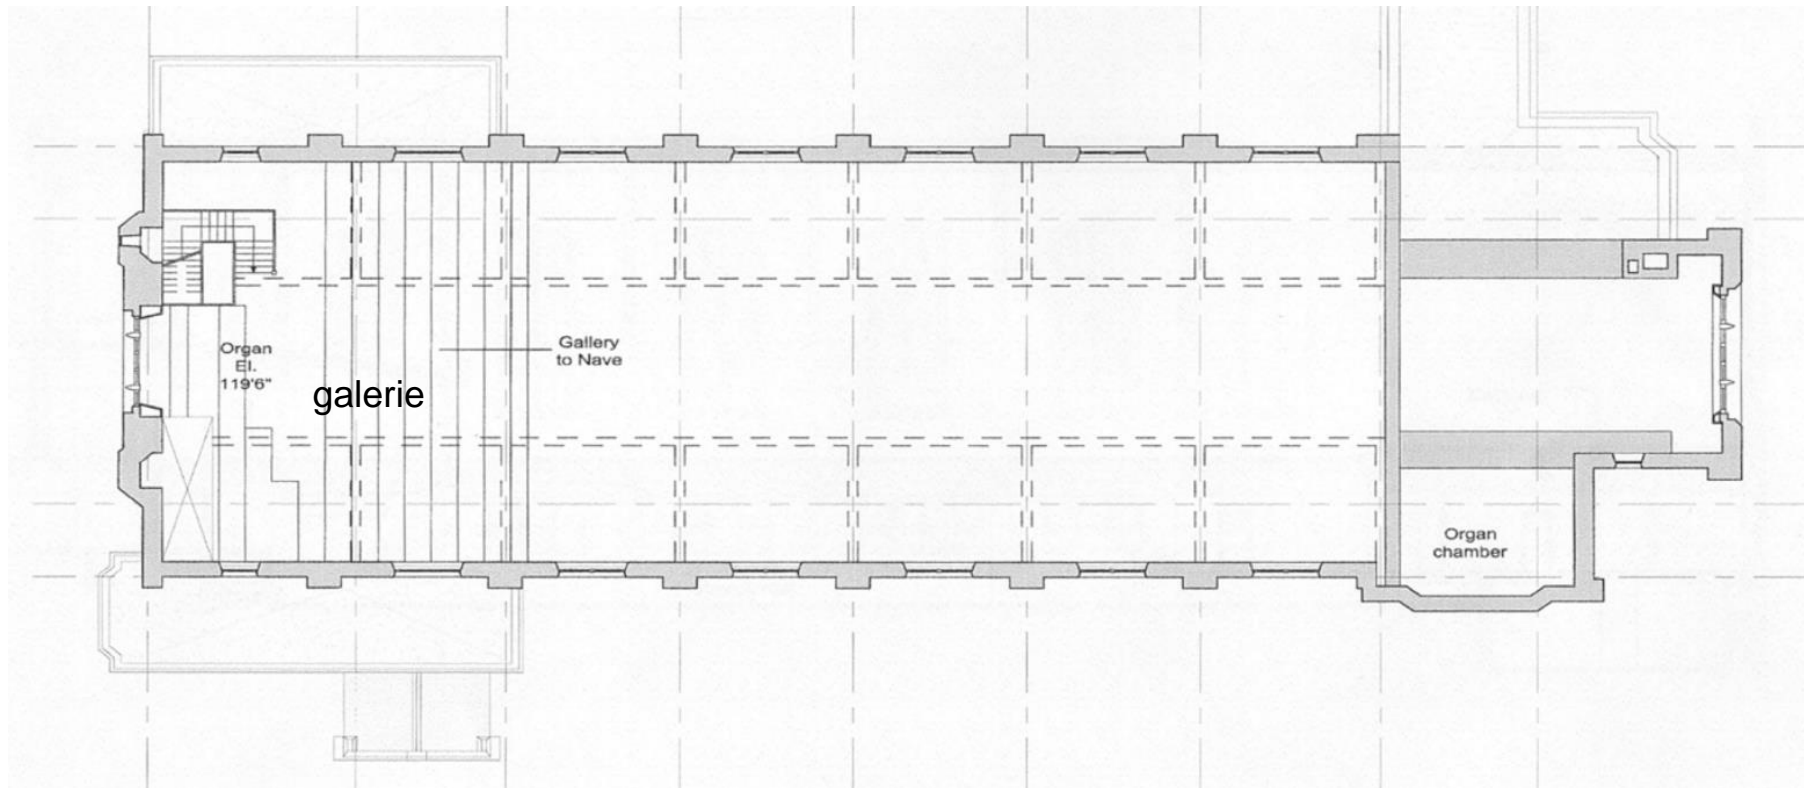 Organ
El.
119'6"
galerie
Gallery
to Nave
Organ
chamber